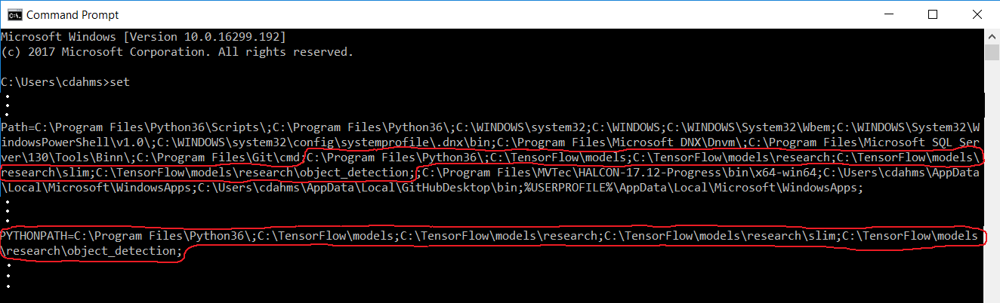 Command Prompt
Microsoft Windows [Version 10.0.16299.192]
(c) 2017 Microsoft Corporation. All rights reserved.
C:\Users\cdahms>set
Path=C:\Program Files\Python36\Scripts\;C:\Program Files\Python36\;C:\WINDOWS\system32;C:\WINDOWS;C:\WINDOWS\System32\Wbem;C:\WINDOWS\System32\W
indowsPowerShell\v1.0\;C:\WINDOWS\system32\config\systemprofile\.dnx\bin;C:\Program Files\Microsoft DNX\Dnvm\;C:\Program Files\Microsoft SQL Ser
ver\130\Tools\Binn\;C:\Program Files\Git\cmd;C:\Program Files\Python36\;C:\TensorFlow\models;C:\TensorFlow\models\research;C:\TensorFlow\models\
research\slim;C:\TensorFlow\models\research\object_detection;;C:\Program Files\MVTec\HALCON-17.12-Progress\bin\x64-win64;C:\Users\cdahms\AppData
\Local\Microsoft\WindowsApps;C:\Users\cdahms\AppData\Local\GitHubDesktop\bin;%USERPROFILE%\AppData\Local\Microsoft\WindowsApps;
PYTHONPATH=C:\Program Files\Python36\;C:\TensorFlow\models;C:\TensorFlow\models\research;C:\TensorFlow\models\research\slim;C:\TensorFlow\models
\research\object_detection;